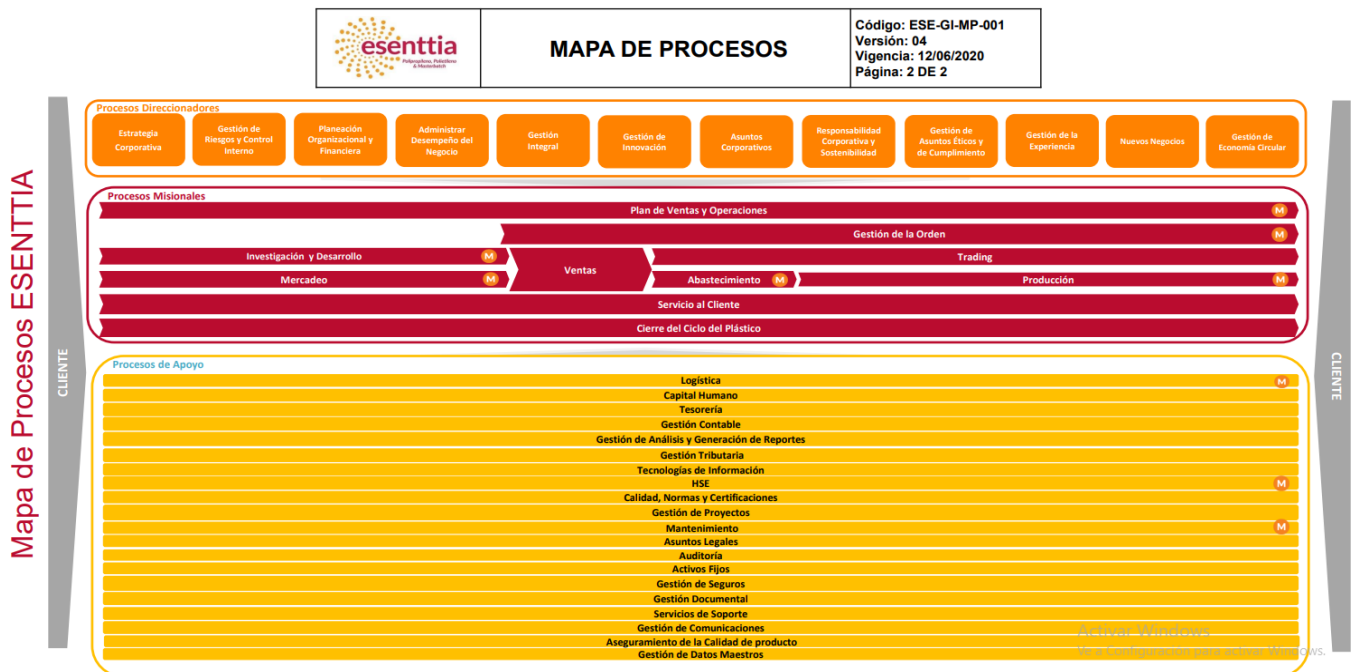 esenttia
Polipropileno, Polietileno
& Masterbatch
MAPA DE PROCESOS
Código: ESE-GI-MP-001
Versión: 04
Vigencia: 12/06/2020
Página: 2 DE 2
Mapa de Procesos ESENTTIA
CLIENTE
Procesos Direccionadores
Estrategia
Corporativa
Gestión de
Riesgos y Control
Interno
Planeación
Organizacional y
Financiera
Administrar
Desempeño del
Negocio
Gestión
Integral
Gestión de
Innovación
Asuntos
Corporativos
Responsabilidad
Corporativa y
Sostenibilidad
Gestión de
Asuntos Éticos y
de Cumplimiento
Gestión de la
Experiencia
Nuevos Negocios
Gestión de
Economía Circular
Procesos Misionales
Plan de Ventas y Operaciones M
Gestión de la Orden M
Investigación y Desarrollo M
Mercadeo M
Ventas
Trading
Abastecimiento M
Producción M
Servicio al Cliente
Cierre del Ciclo del Plástico
Procesos de Apoyo
Logística M
Capital Humano
Tesorería
Gestión Contable
Gestión de Análisis y Generación de Reportes
Gestión Tributaria
Tecnologías de Información
HSE M
Calidad, Normas y Certificaciones
Gestión de Proyectos
Mantenimiento M
Asuntos Legales
Auditoría
Activos Fijos
Gestión de Seguros
Gestión Documental
Servicios de Soporte
Gestión de Comunicaciones
Aseguramiento de la Calidad de producto
Gestión de Datos Maestros
CLIENTE
Activar Windows
Ve a Configuración para activar Windows.